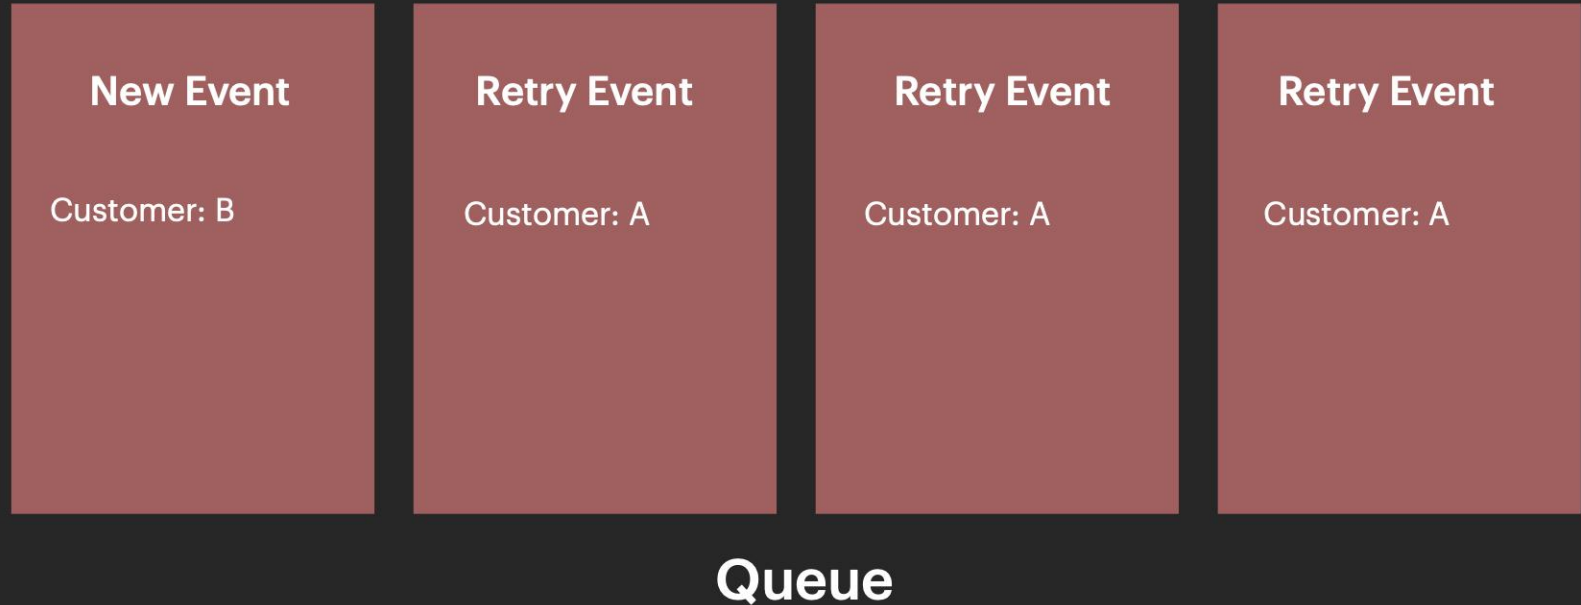 New Event
Retry Event
Retry Event
Retry Event
Customer: B
Customer: A
Customer: A
Customer: A
Queue